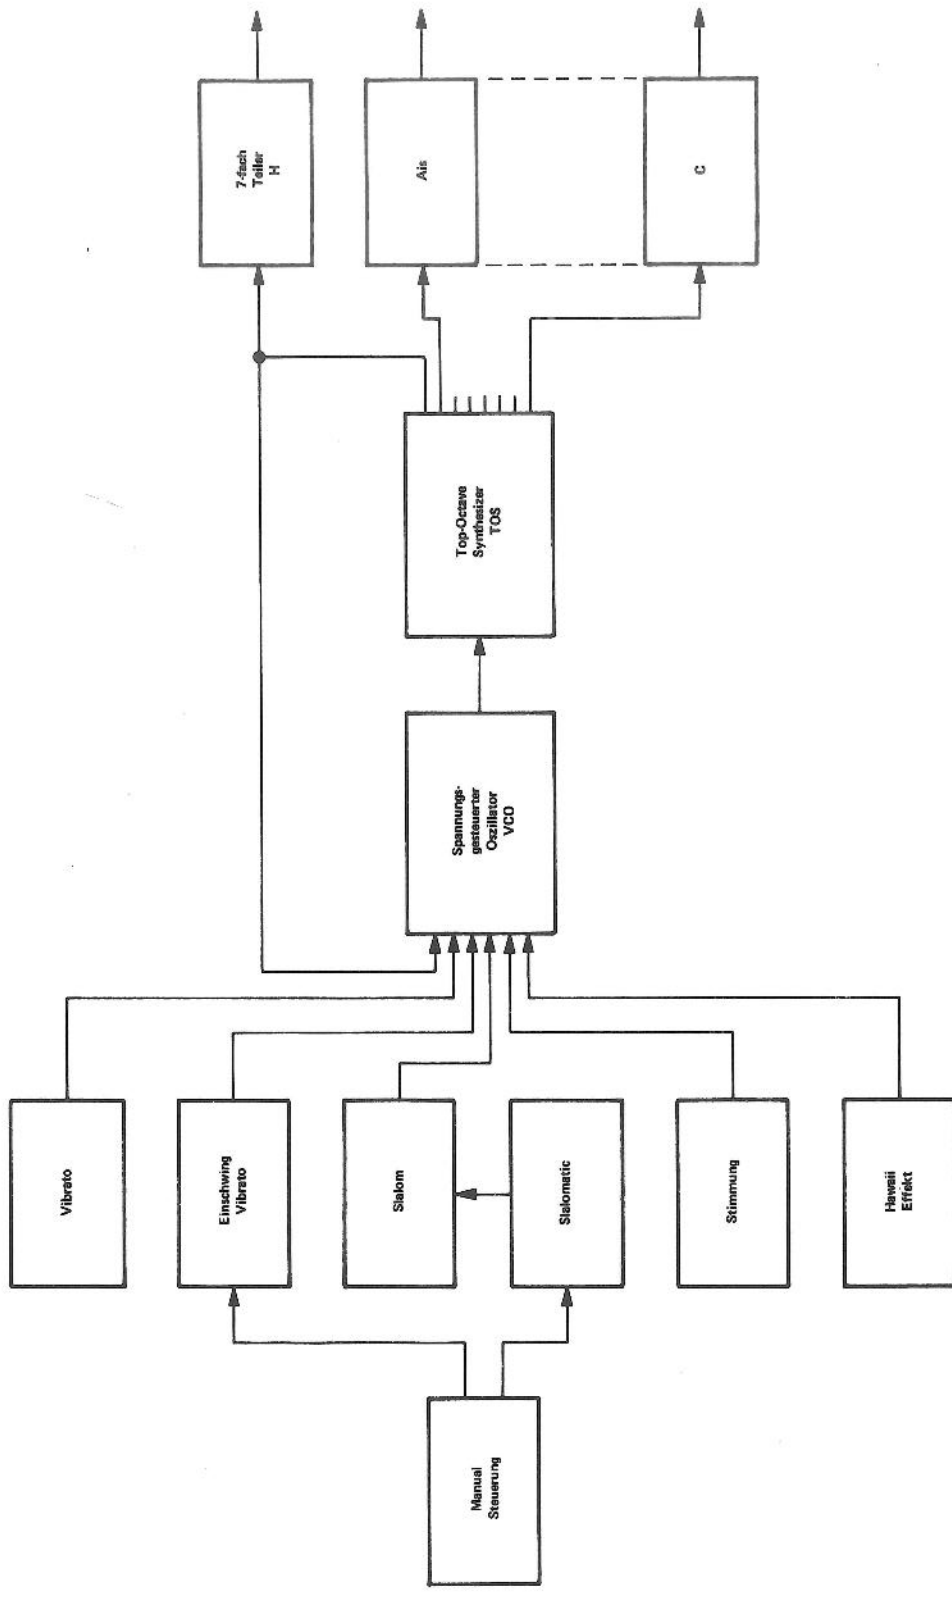 7-fach
Teiler
H
Ais
C
Top-Octave
Synthesizer
TOS
Spannungs-
gesteuerter
Oszillator
VCO
Vibrato
Einschwing
Vibrato
Slalom
Slalomatic
Stimmung
Hawaii
Effekt
Manual
Steuerung